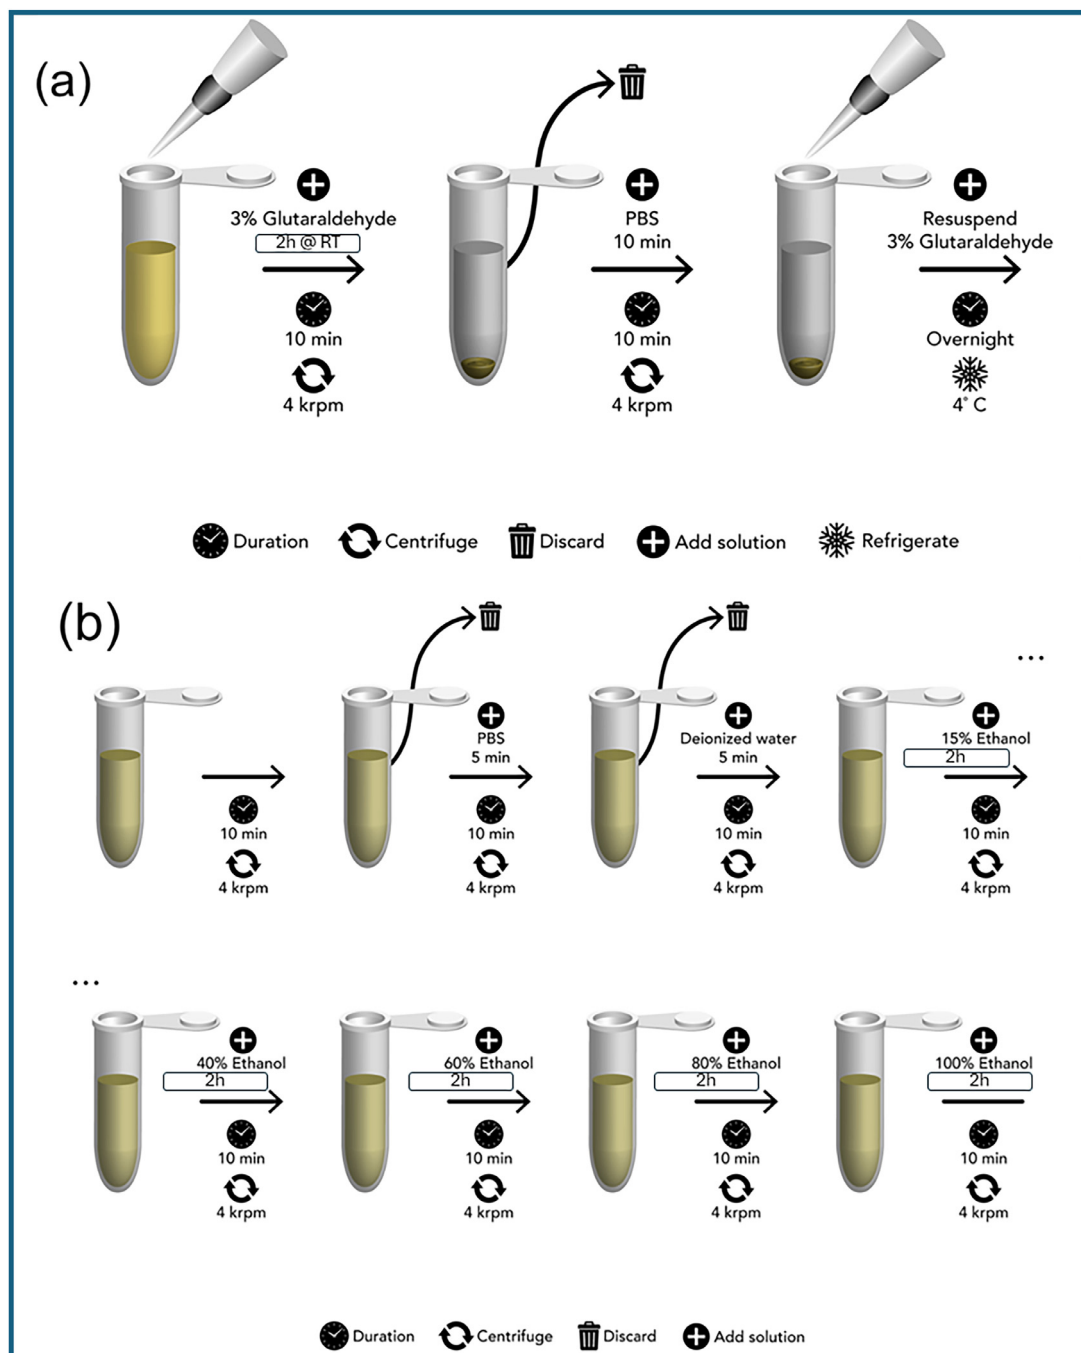 (a)
3% Glutaraldehyde
2h @ RT
10 min
4 krpm
PBS
10 min
10 min
4 krpm
Resuspend
3% Glutaraldehyde
Overnight
4° C
Duration Centrifuge Discard Add solution Refrigerate
(b)
10 min
4 krpm
PBS
5 min
10 min
4 krpm
Deionized water
5 min
10 min
4 krpm
...
15% Ethanol
2h
10 min
4 krpm
...
40% Ethanol
2h
10 min
4 krpm
60% Ethanol
2h
10 min
4 krpm
80% Ethanol
2h
10 min
4 krpm
100% Ethanol
2h
10 min
4 krpm
Duration Centrifuge Discard Add solution